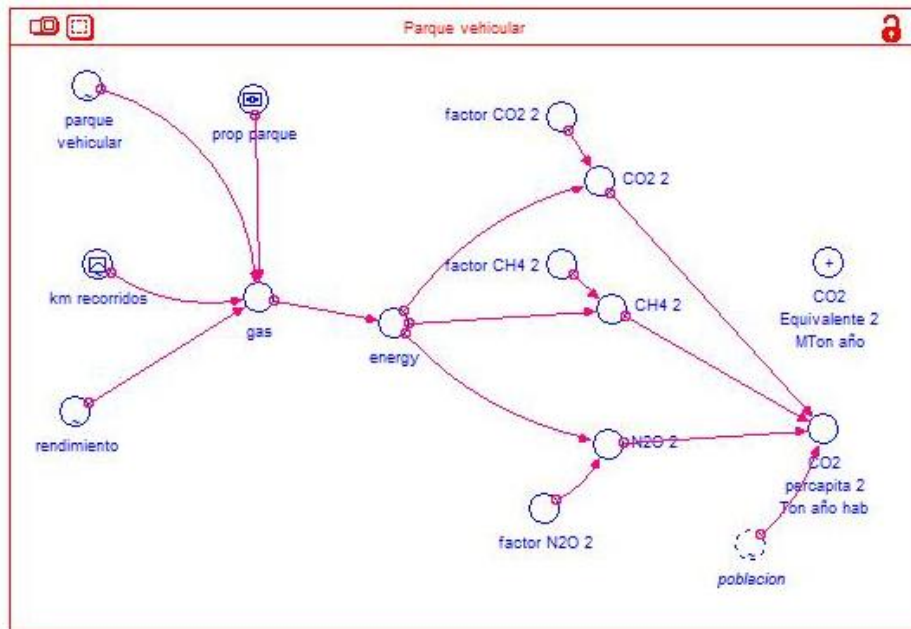 Parque vehicular
parque
vehicular
prop parque
factor CO2 2
CO2 2
km recorridos
gas
factor CH4 2
CH4 2
CO2
Equivalente 2
MTon año
energy
rendimiento
N2O 2
CO2
percapita 2
Ton año hab
factor N2O 2
poblacion